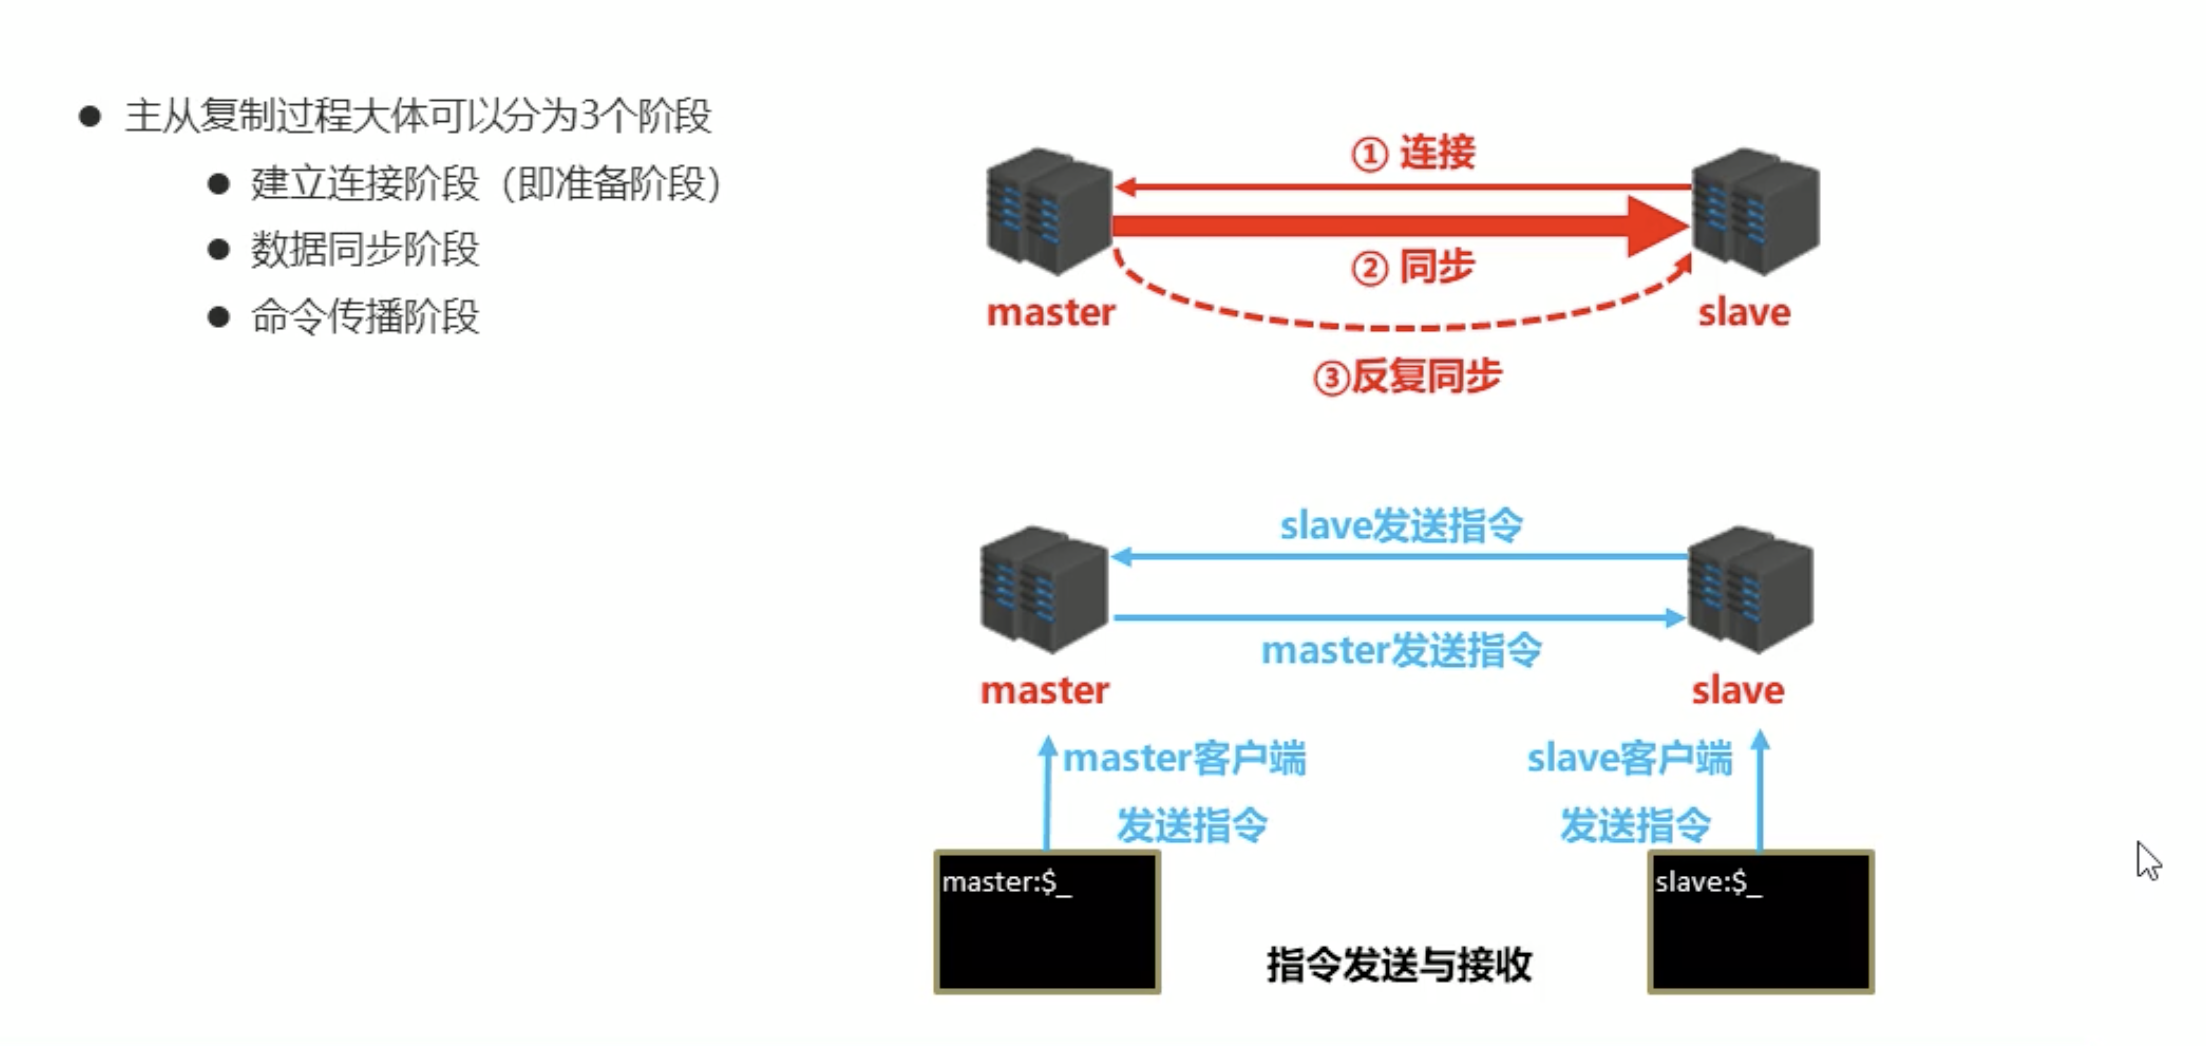 主从复制过程大体可以分为3个阶段
建立连接阶段（即准备阶段）
数据同步阶段
命令传播阶段
① 连接
② 同步
master
slave
③反复同步
slave发送指令
master发送指令
master
slave
master客户端
发送指令
slave客户端
发送指令
master:$_
slave:$_
指令发送与接收